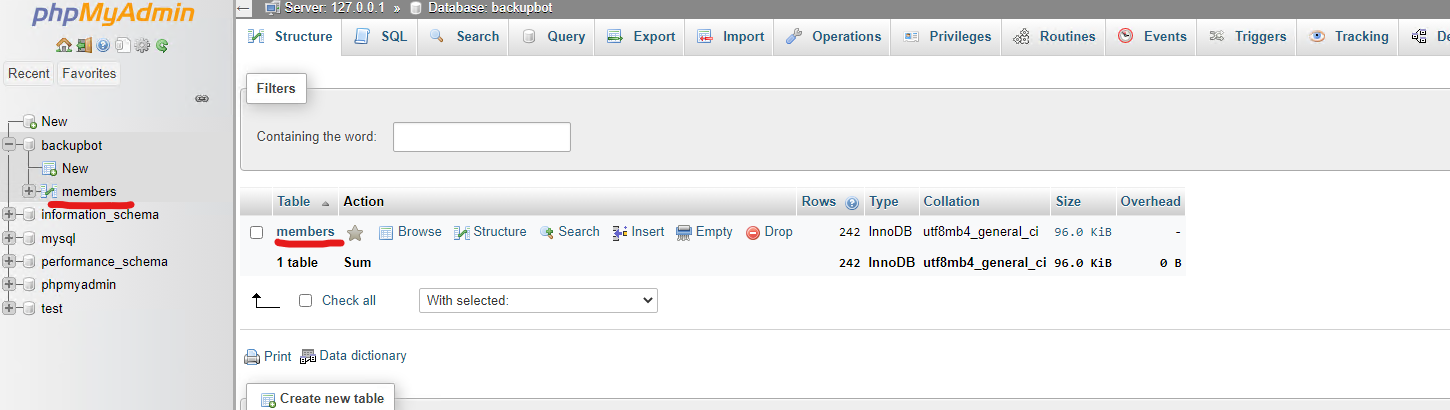 phpMyAdmin
Recent Favorites
New
backupbot
New
members
information_schema
mysql
performance_schema
phpmyadmin
test
Server: 127.0.0.1 » Database: backupbot
Structure SQL Search Query Export Import Operations Privileges Routines Events Triggers Tracking
Filters
Containing the word:
Table Action Rows Type Collation Size Overhead
members Browse Structure Search Insert Empty Drop 242 InnoDB utf8mb4_general_ci 96.0 KiB -
1 table Sum 242 InnoDB utf8mb4_general_ci 96.0 KiB 0 B
Check all With selected:
Print Data dictionary
Create new table